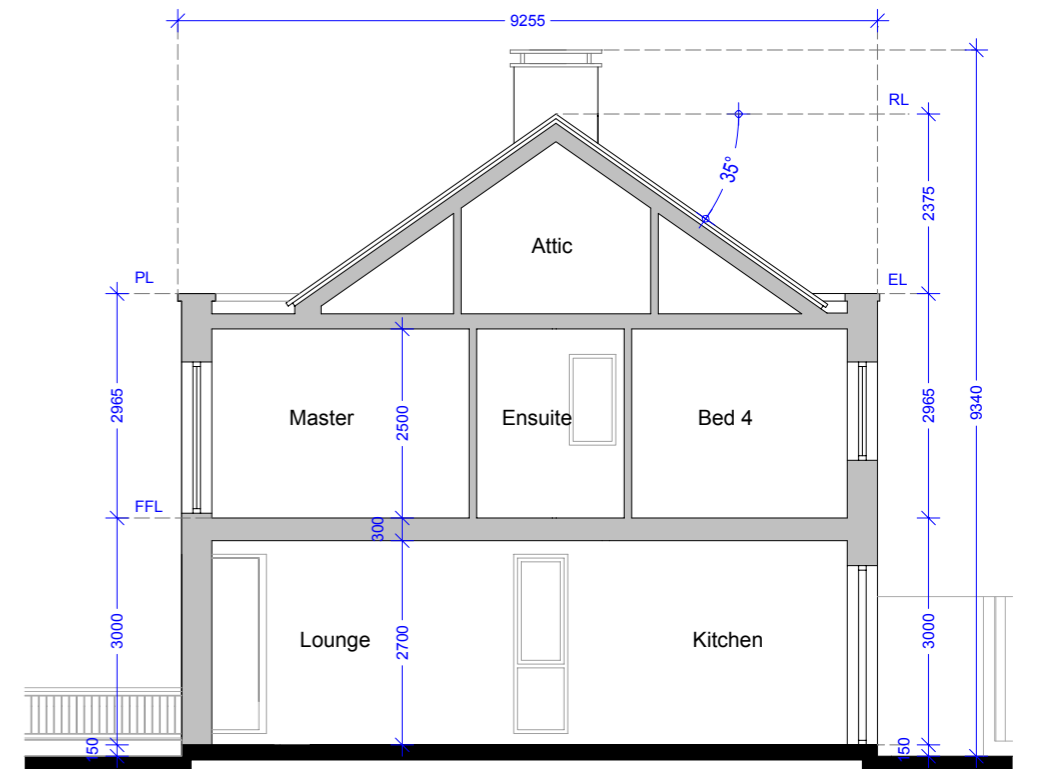 9255
RL
35°
2375
Attic
PL
EL
2965
2500
2965
9340
Master
Ensuite
Bed 4
FFL
300
3000
2700
3000
Lounge
Kitchen
150
150